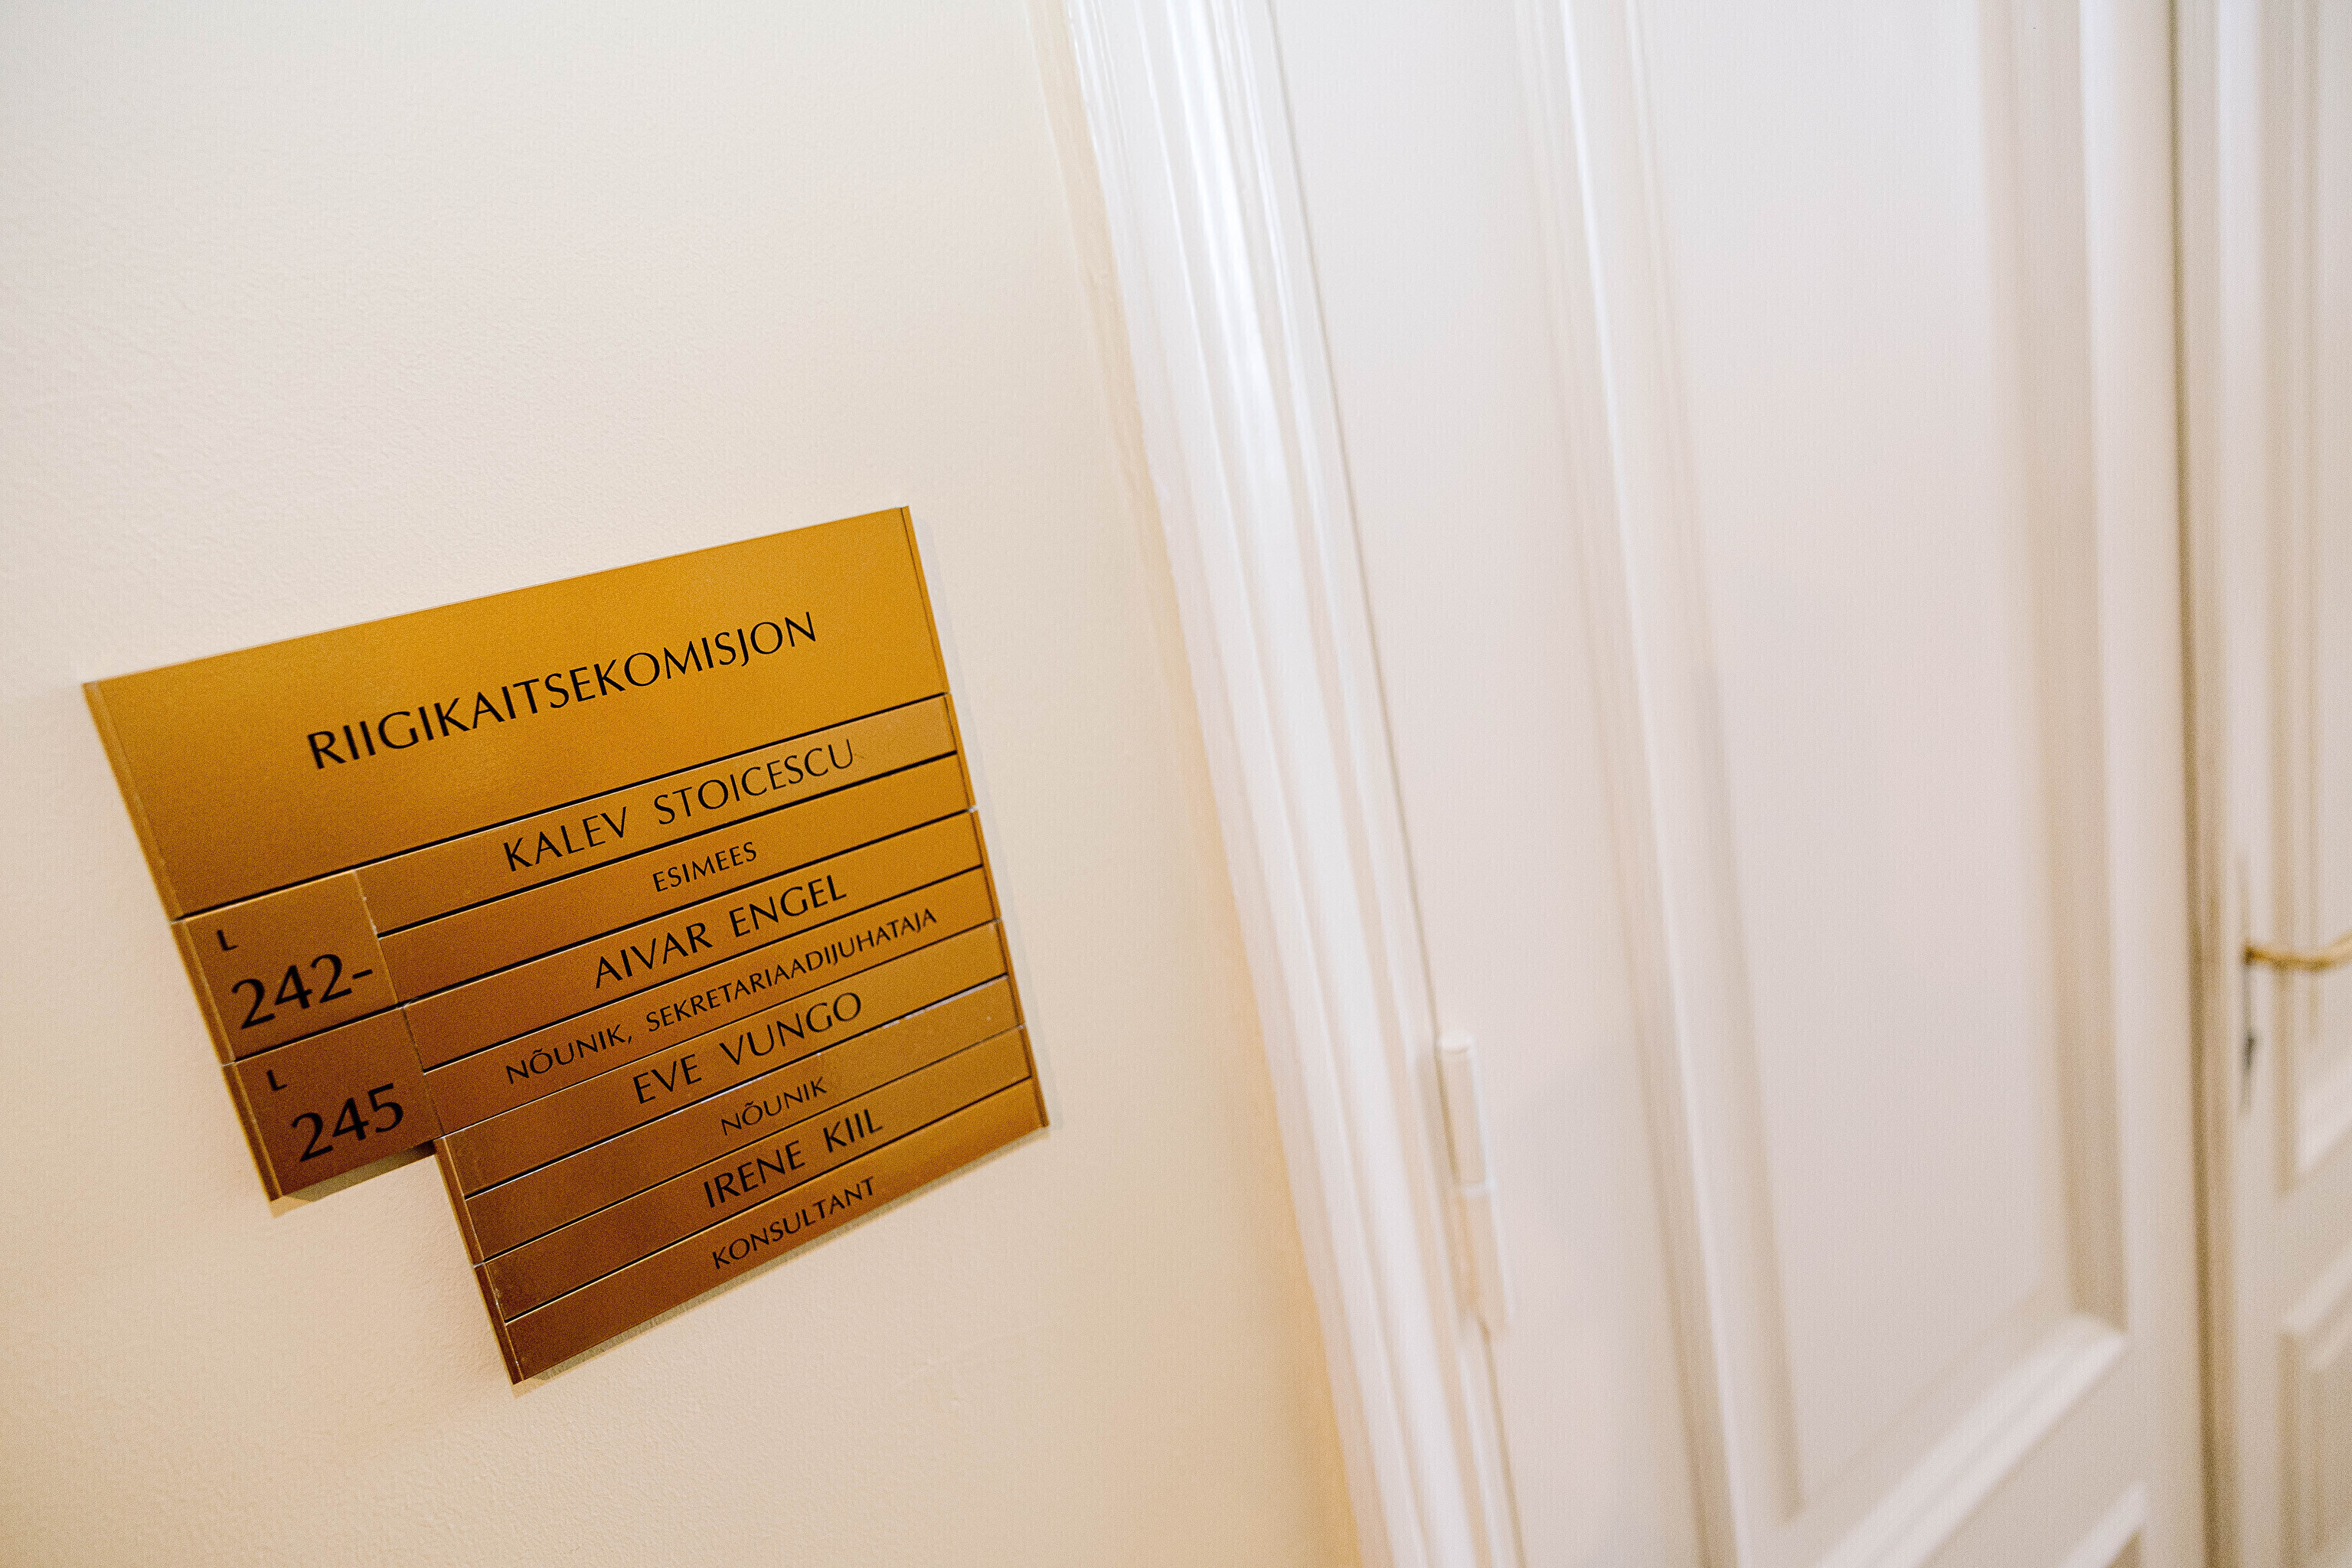 RIIGIKAITSEKOMISJON
L
242-
L
245
KALEV STOICESCU
ESIMEES
AIVAR ENGEL
NÕUNIK, SEKRETARIAADIJUHATAJA
EVE VUNGO
NÕUNIK
IRENE KIIL
KONSULTANT